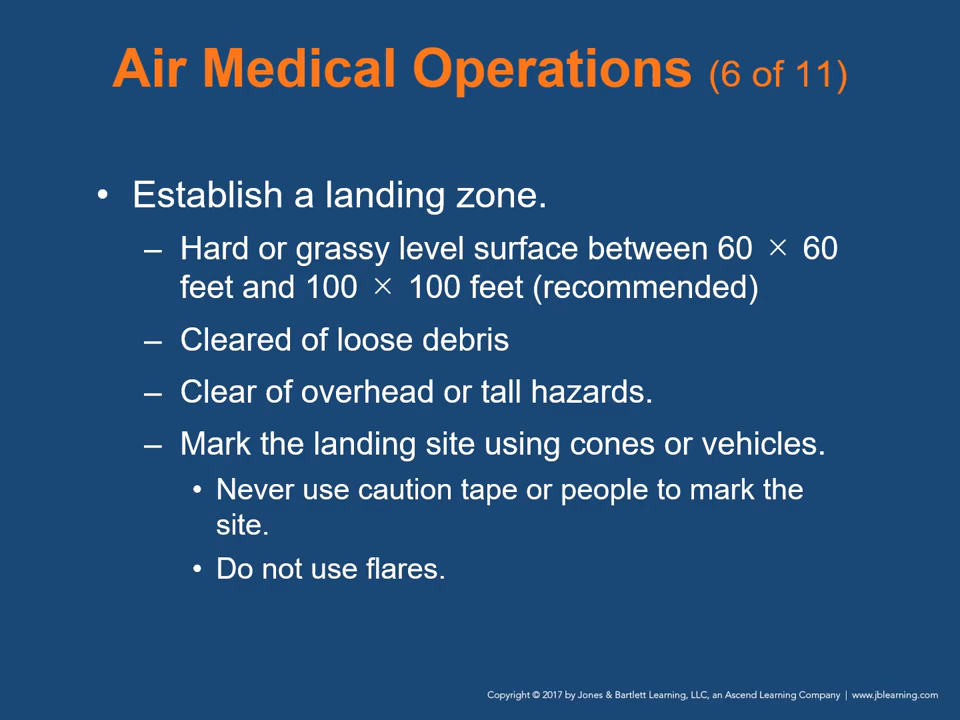 Air Medical Operations (6 of 11)
• Establish a landing zone.
– Hard or grassy level surface between 60 × 60
feet and 100 × 100 feet (recommended)
– Cleared of loose debris
– Clear of overhead or tall hazards.
– Mark the landing site using cones or vehicles.
• Never use caution tape or people to mark the
site.
• Do not use flares.
Copyright © 2017 by Jones & Bartlett Learning, LLC, an Ascend Learning Company | www.jblearning.com